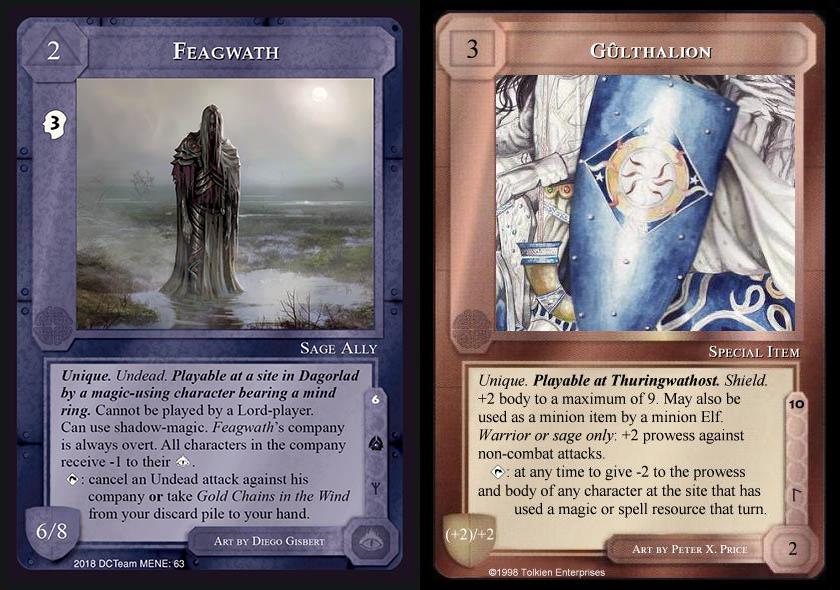 2
FEAGWATH
3
SAGE ALLY
Unique. Undead. Playable at a site in Dagorlad
by a magic-using character bearing a mind
ring. Cannot be played by a Lord-player.
Can use shadow-magic. Feagwath's company
is always overt. All characters in the company
receive -1 to their .
: cancel an Undead attack against his
company or take Gold Chains in the Wind
from your discard pile to your hand.
6
6/8
ART BY DIEGO GISBERT
2018 DCTeam MENE: 63
3
GÛLTHALION
SPECIAL ITEM
Unique. Playable at Thuringwathost. Shield.
+2 body to a maximum of 9. May also be
used as a minion item by a minion Elf.
Warrior or sage only: +2 prowess against
non-combat attacks.
: at any time to give -2 to the prowess
and body of any character at the site that has
used a magic or spell resource that turn.
10
(+2)/+2
ART BY PETER X. PRICE
2
©1998 Tolkien Enterprises